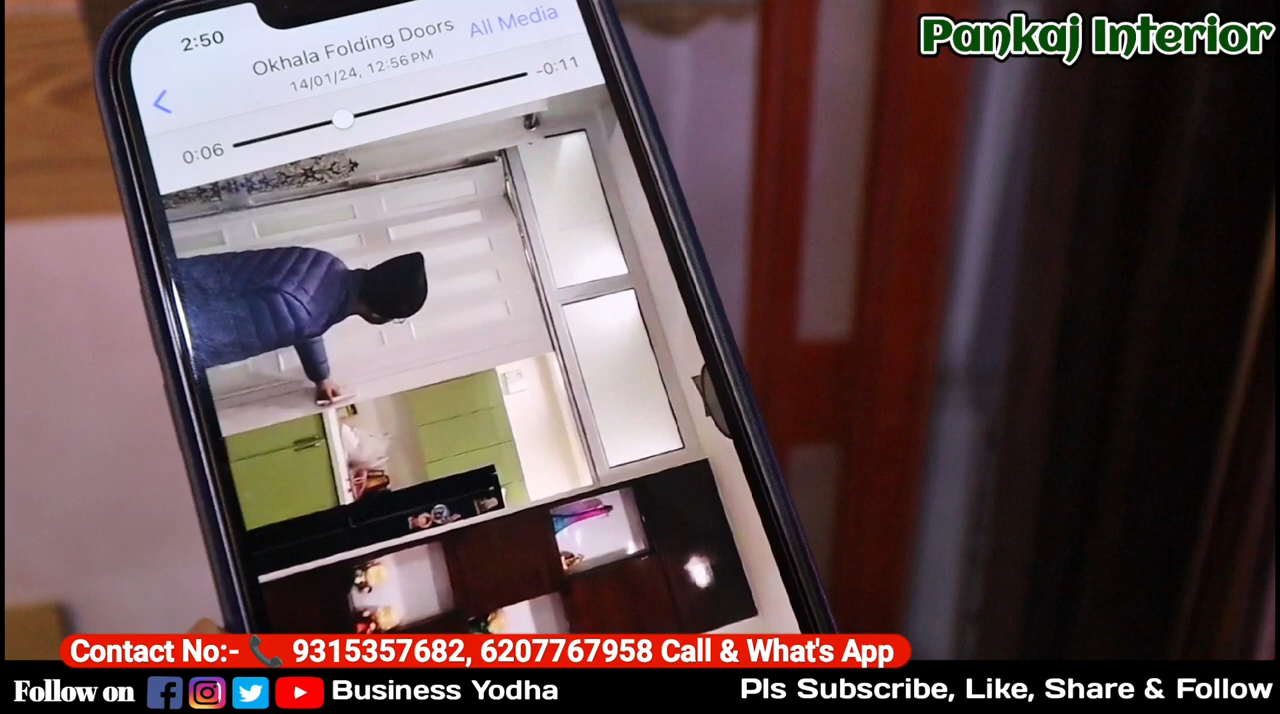 Pankaj Interior
2:50
Okhala Folding Doors
All Media
14/01/24, 12:56 PM
0:06
-0:11
Contact No:- 📞 9315357682, 6207767958 Call & What's App
Follow on Business Yodha
Pls Subscribe, Like, Share & Follow